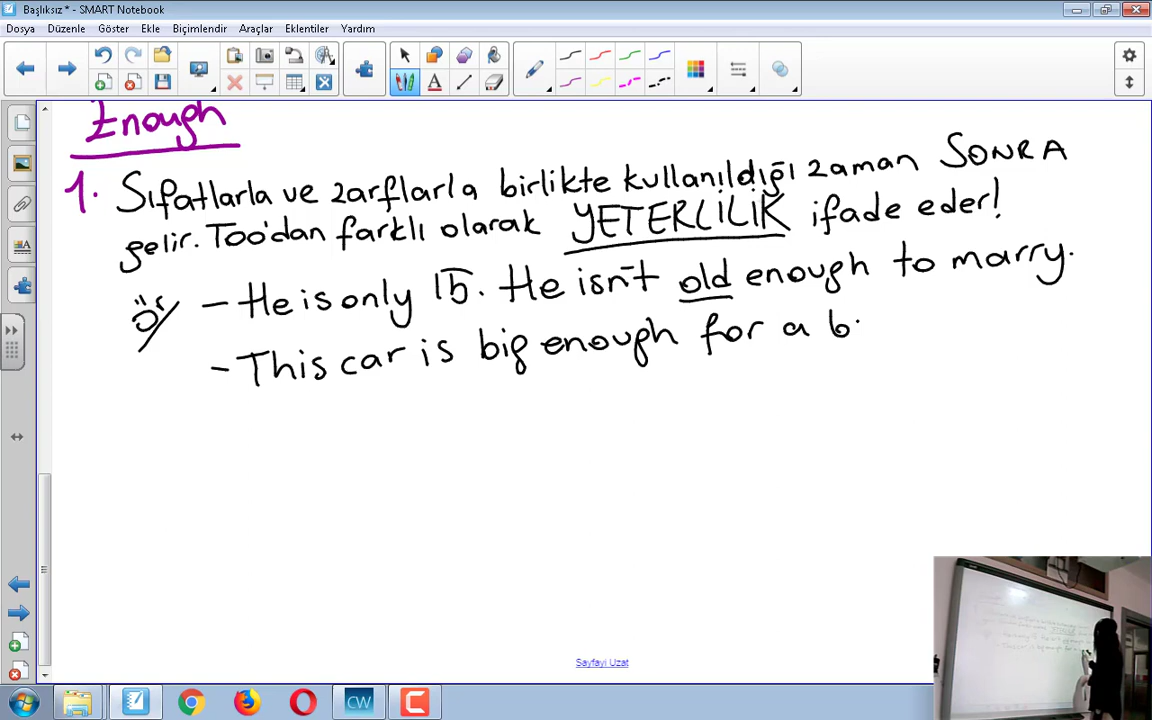 Başlıksız * - SMART Notebook
Dosya Düzenle Göster Ekle Biçimlendir Araçlar Eklentiler Yardım
Enough
1. Sıfatlarla ve zarflarla birlikte kullanıldığı zaman SONRA
gelir. Too'dan farklı olarak YETERLİLİK ifade eder!
ör/ - He is only 15. He isn't old enough to marry.
- This car is big enough for a b
Sayfayi Uzat
CW